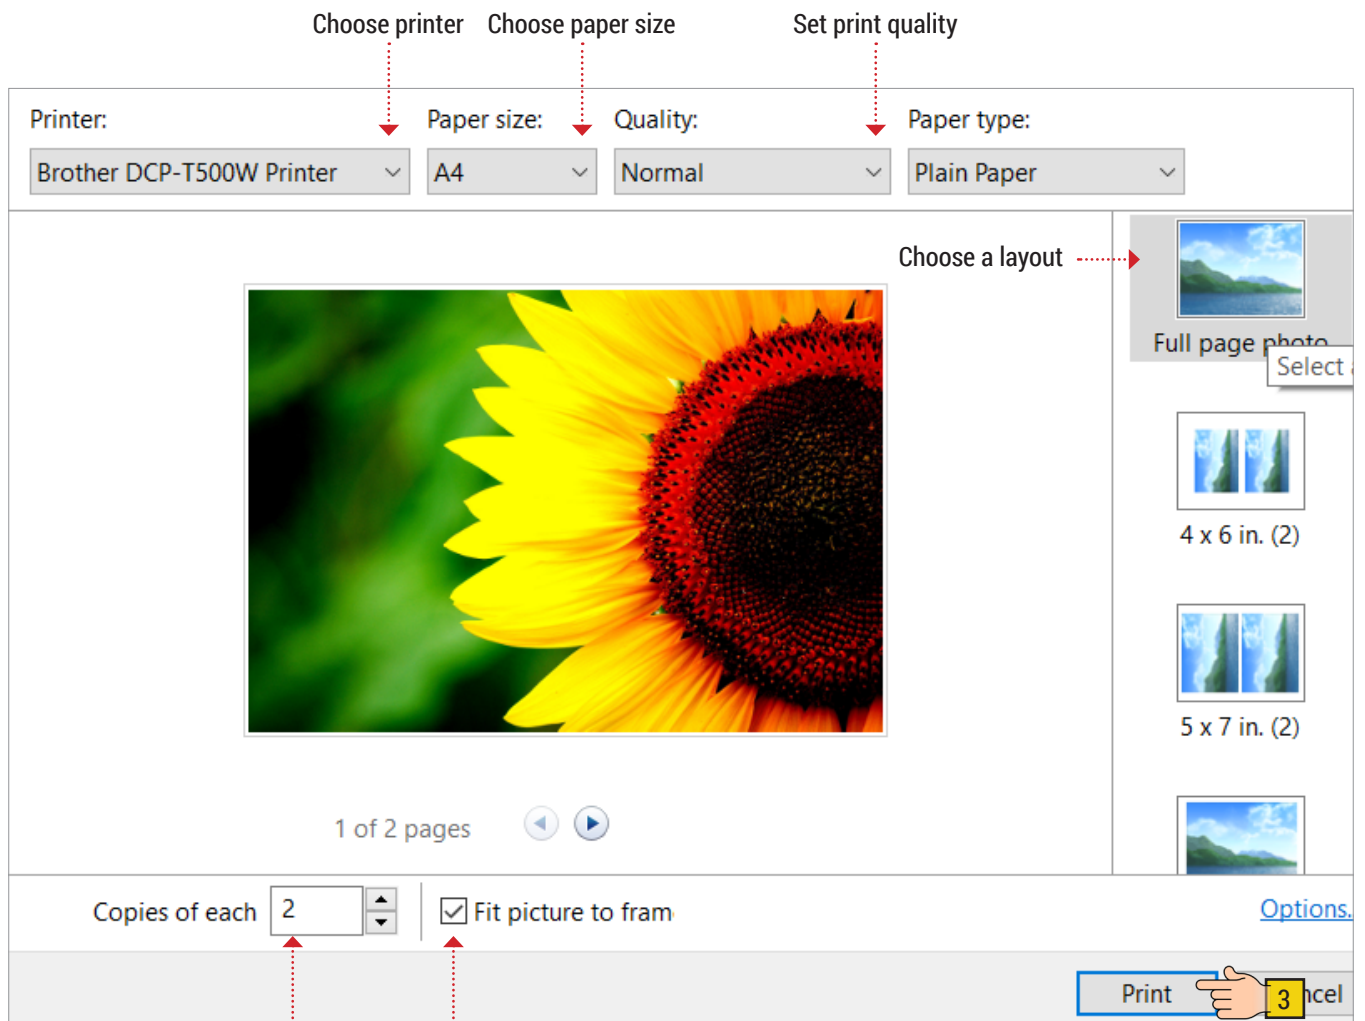 Choose printer Choose paper size Set print quality
Printer: Paper size: Quality: Paper type:
Brother DCP-T500W Printer A4 Normal Plain Paper
Choose a layout
Full page photo
Select
4 x 6 in. (2)
5 x 7 in. (2)
1 of 2 pages
Copies of each 2 Fit picture to fram
Options..
Print 3 ncel